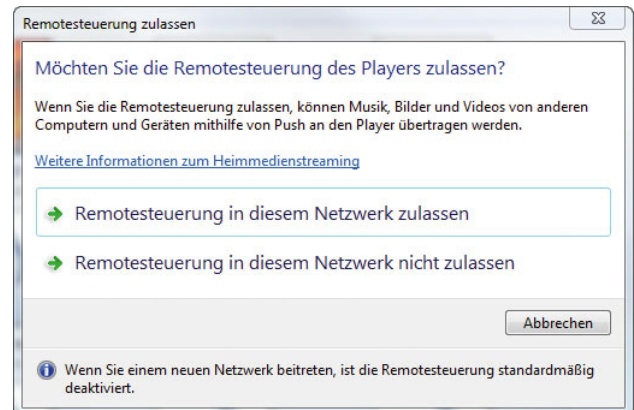 Remotesteuerung zulassen
Möchten Sie die Remotesteuerung des Players zulassen?
Wenn Sie die Remotesteuerung zulassen, können Musik, Bilder und Videos von anderen
Computern und Geräten mithilfe von Push an den Player übertragen werden.
Weitere Informationen zum Heimmedienstreaming
Remotesteuerung in diesem Netzwerk zulassen
Remotesteuerung in diesem Netzwerk nicht zulassen
Abbrechen
Wenn Sie einem neuen Netzwerk beitreten, ist die Remotesteuerung standardmäßig
deaktiviert.